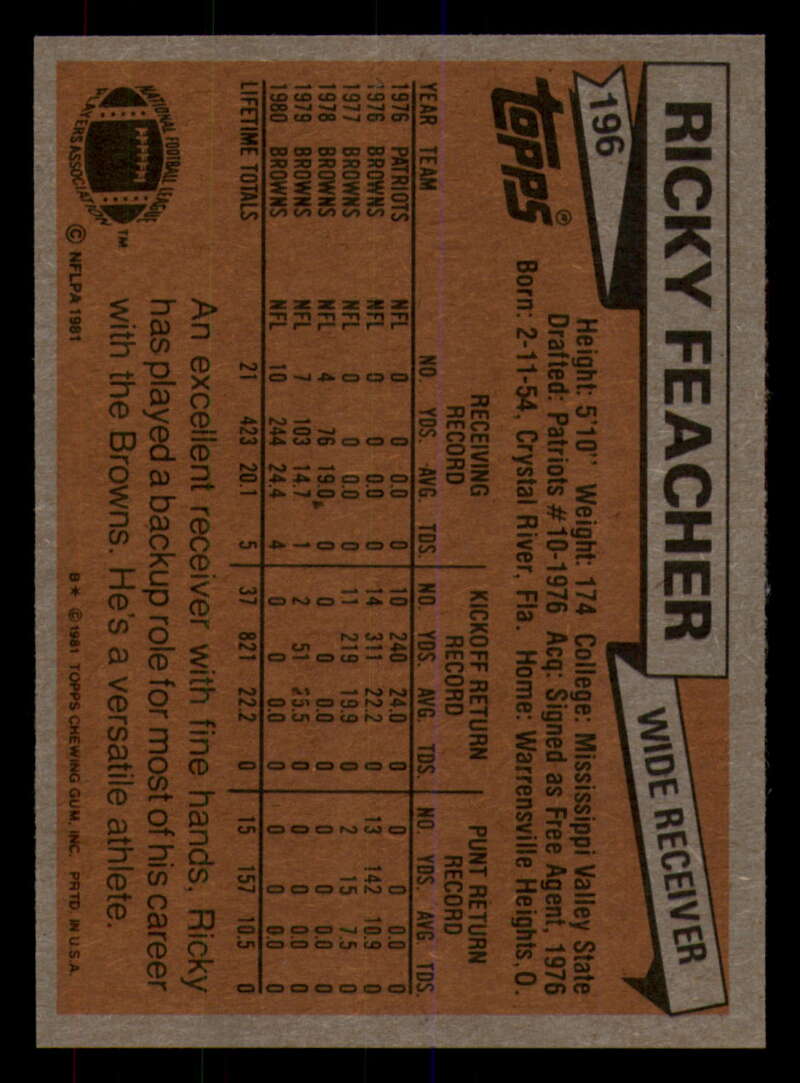 RICKY FEACHER
WIDE RECEIVER
196
TOPPS®
Height: 5'10" Weight: 174 College: Mississippi Valley State
Drafted: Patriots #10-1976 Acq: Signed as Free Agent, 1976
Born: 2-11-54, Crystal River, Fla. Home: Warrensville Heights, O.
RECEIVING RECORD KICKOFF RETURN RECORD PUNT RETURN RECORD
YEAR TEAM NO. YDS. AVG. TDS. NO. YDS. AVG. TDS. NO. YDS. AVG. TDS.
1976 PATRIOTS NFL 0 0 0.0 0 10 240 24.0 0 0 0 0.0 0
1976 BROWNS NFL 0 0 0.0 0 14 311 22.2 0 13 142 10.9 0
1977 BROWNS NFL 0 0 0.0 0 11 219 19.9 0 2 15 7.5 0
1978 BROWNS NFL 4 76 19.0 0 0 0 0.0 0 0 0 0.0 0
1979 BROWNS NFL 7 103 14.7 1 2 51 25.5 0 0 0 0.0 0
1980 BROWNS NFL 10 244 24.4 4 0 0 0.0 0 0 0 0.0 0
LIFETIME TOTALS 21 423 20.1 5 37 821 22.2 0 15 157 10.5 0
An excellent receiver with fine hands, Ricky
has played a backup role for most of his career
with the Browns. He's a versatile athlete.
NATIONAL FOOTBALL LEAGUE
PLAYERS ASSOCIATION
™
© NFLPA 1981
B* ©1981 TOPPS CHEWING GUM, INC. PRTD. IN U.S.A.